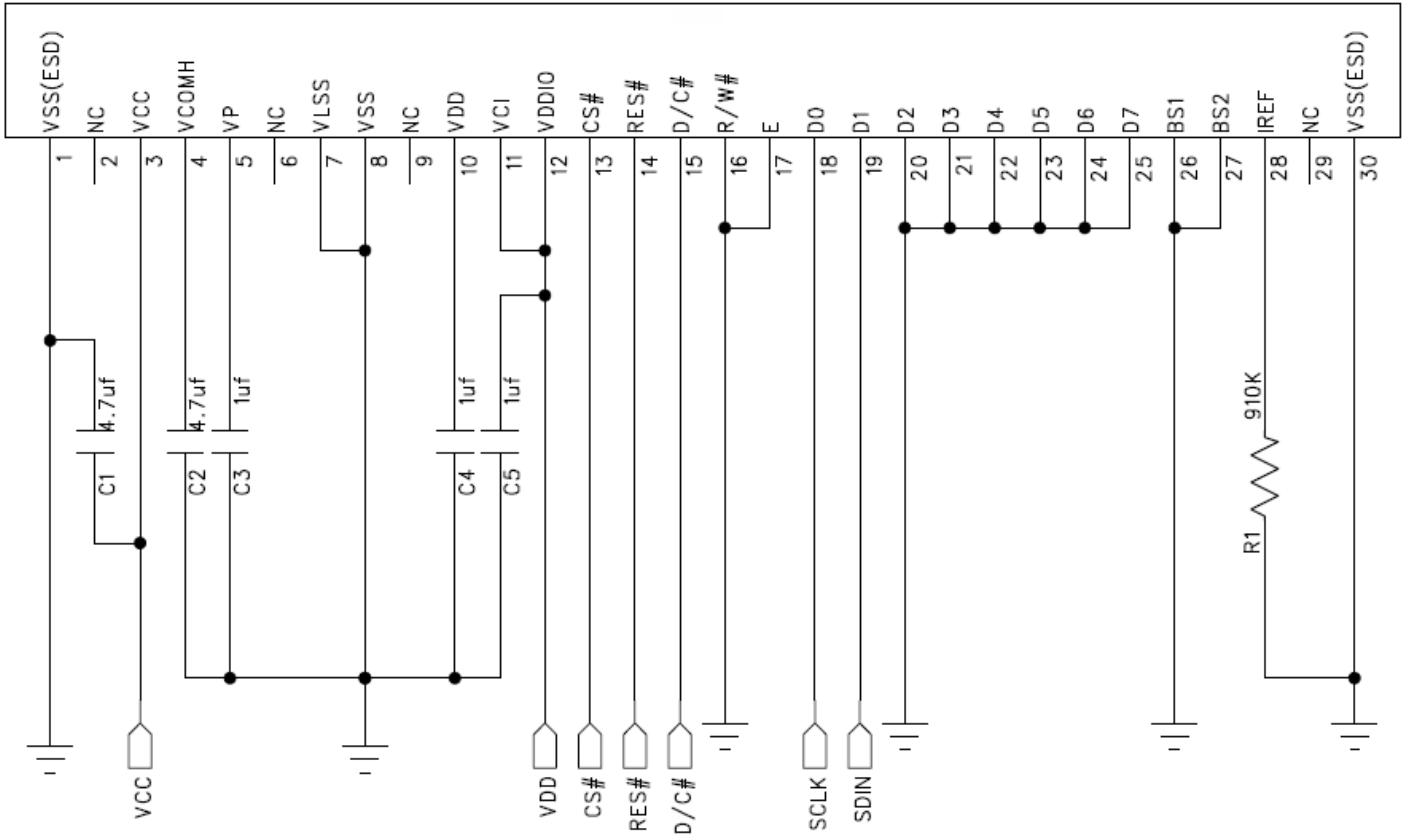 VSS(ESD)
NC
VCC
VCOMH
VP
NC
VLSS
VSS
NC
VDD
VCI
VDDIO
CS#
RES#
D/C#
R/W#
E
D0
D1
D2
D3
D4
D5
D6
D7
BS1
BS2
IREF
NC
VSS(ESD)
1
2
3
4
5
6
7
8
9
10
11
12
13
14
15
16
17
18
19
20
21
22
23
24
25
26
27
28
29
30
4.7uf
4.7uf
1uf
1uf
1uf
910K
C1
C2
C3
C4
C5
R1
VCC
VDD
CS#
RES#
D/C#
SCLK
SDIN